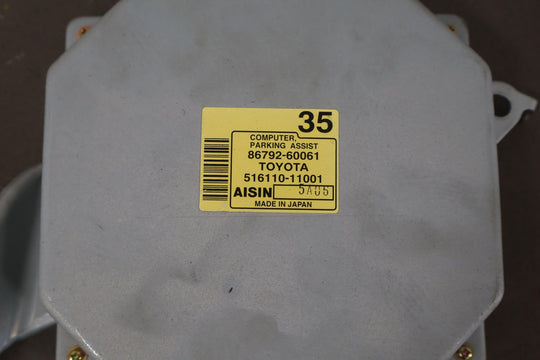 35
COMPUTER,
PARKING ASSIST
86792-60061
TOYOTA
516110-11001
AISIN 5A05
MADE IN JAPAN